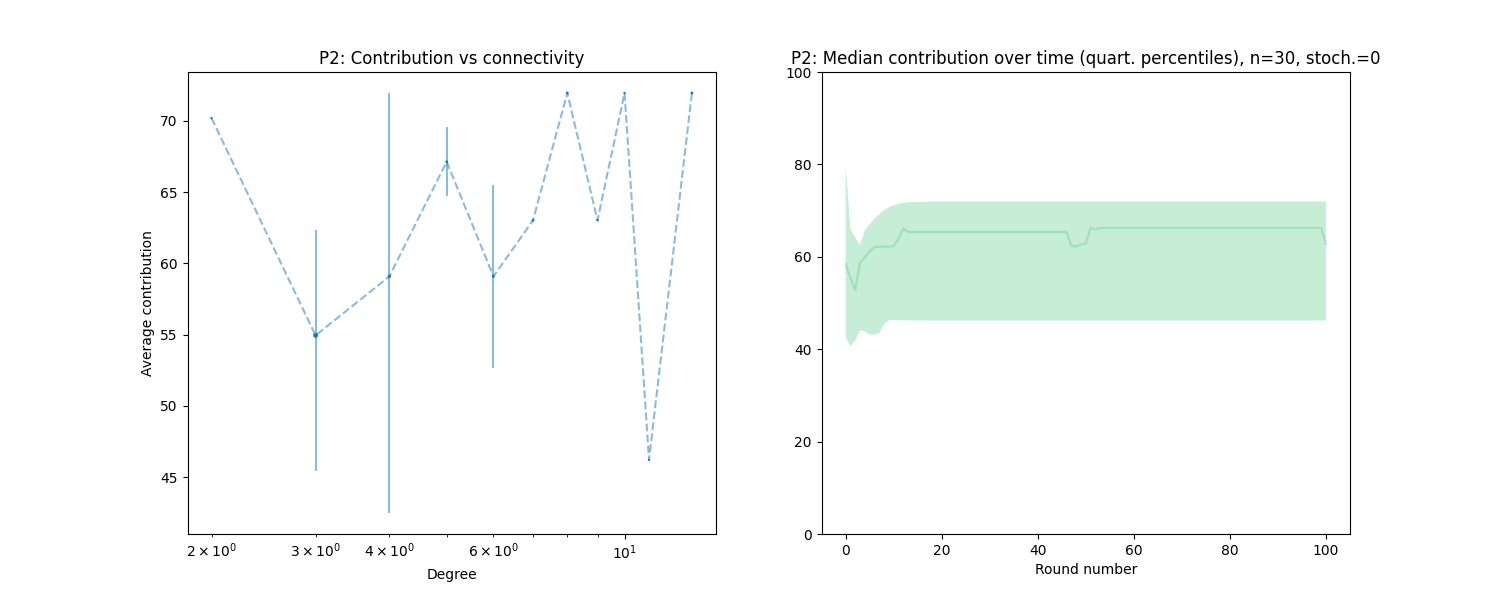 P2: Contribution vs connectivity
70
65
60
55
50
45
Average contribution
2 × 10⁰
3 × 10⁰
4 × 10⁰
6 × 10⁰
10¹
Degree
P2: Median contribution over time (quart. percentiles), n=30, stoch.=0
100
80
60
40
20
0
0
20
40
60
80
100
Round number